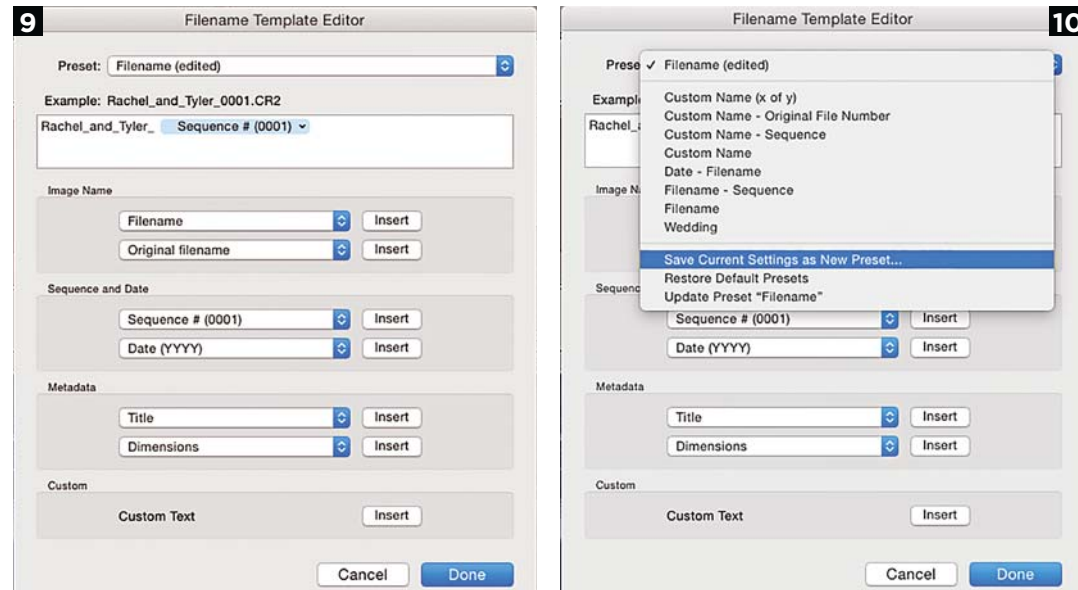 9
Filename Template Editor
Preset: Filename (edited)
Example: Rachel_and_Tyler_0001.CR2
Rachel_and_Tyler_ Sequence # (0001)
Image Name
Filename Insert
Original filename Insert
Sequence and Date
Sequence # (0001) Insert
Date (YYYY) Insert
Metadata
Title Insert
Dimensions Insert
Custom
Custom Text Insert
Cancel Done
10
Filename Template Editor
Prese ✓ Filename (edited)
Exampl
Custom Name (x of y)
Custom Name - Original File Number
Rachel_
Custom Name - Sequence
Custom Name
Date - Filename
Image N
Filename - Sequence
Filename
Wedding
Save Current Settings as New Preset...
Restore Default Presets
Sequenc
Update Preset “Filename”
Sequence # (0001) Insert
Date (YYYY) Insert
Metadata
Title Insert
Dimensions Insert
Custom
Custom Text Insert
Cancel Done